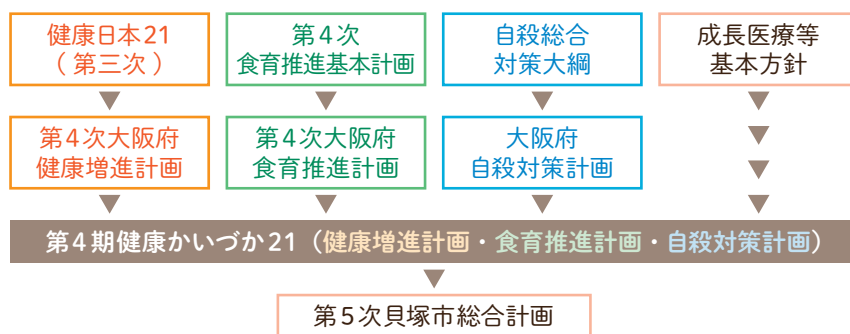 健康日本21
（第三次）
第4次
食育推進基本計画
自殺総合
対策大綱
成長医療等
基本方針
第4次大阪府
健康増進計画
第4次大阪府
食育推進計画
大阪府
自殺対策計画
第4期健康かいづか21（健康増進計画・食育推進計画・自殺対策計画）
第5次貝塚市総合計画